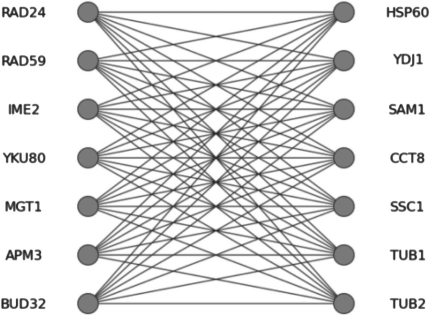 RAD24 HSP60
RAD59 YDJ1
IME2 SAM1
YKU80 CCT8
MGT1 SSC1
APM3 TUB1
BUD32 TUB2